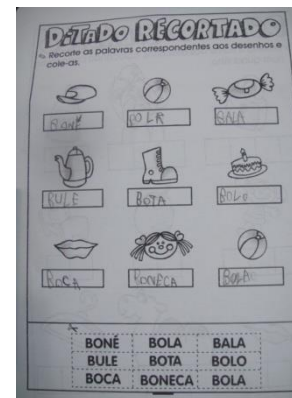 DITADO RECORTADO
Recorte as palavras correspondentes aos desenhos e
cole-as.
BONÉ BOLA BALA
BULE BOTA BOLO
BOCA BONECA BOLA
BONÉ BOLA BALA
BULE BOTA BOLO
BOCA BONECA BOLA